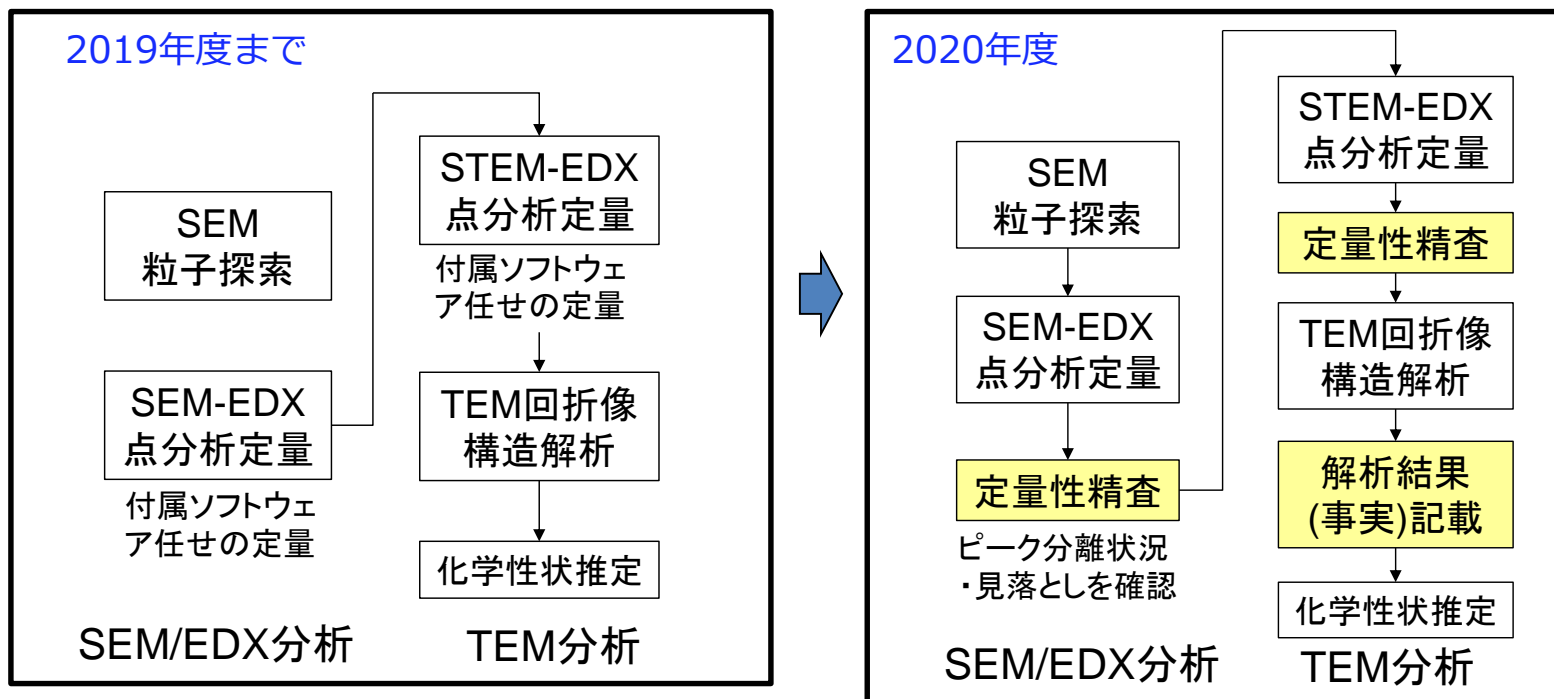 2019年度まで
SEM
粒子探索
SEM-EDX
点分析定量
付属ソフトウェ
ア任せの定量
SEM/EDX分析
STEM-EDX
点分析定量
付属ソフトウェ
ア任せの定量
TEM回折像
構造解析
化学性状推定
TEM分析
2020年度
SEM
粒子探索
SEM-EDX
点分析定量
定量性精査
ピーク分離状況
・見落としを確認
SEM/EDX分析
STEM-EDX
点分析定量
定量性精査
TEM回折像
構造解析
解析結果
(事実)記載
化学性状推定
TEM分析